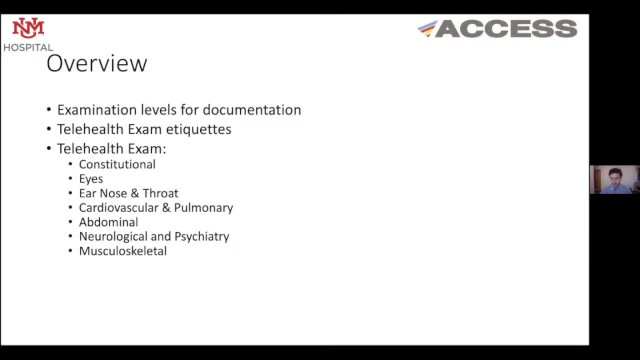 UNM
HOSPITAL
ACCESS
Overview
• Examination levels for documentation
• Telehealth Exam etiquettes
• Telehealth Exam:
• Constitutional
• Eyes
• Ear Nose & Throat
• Cardiovascular & Pulmonary
• Abdominal
• Neurological and Psychiatry
• Musculoskeletal